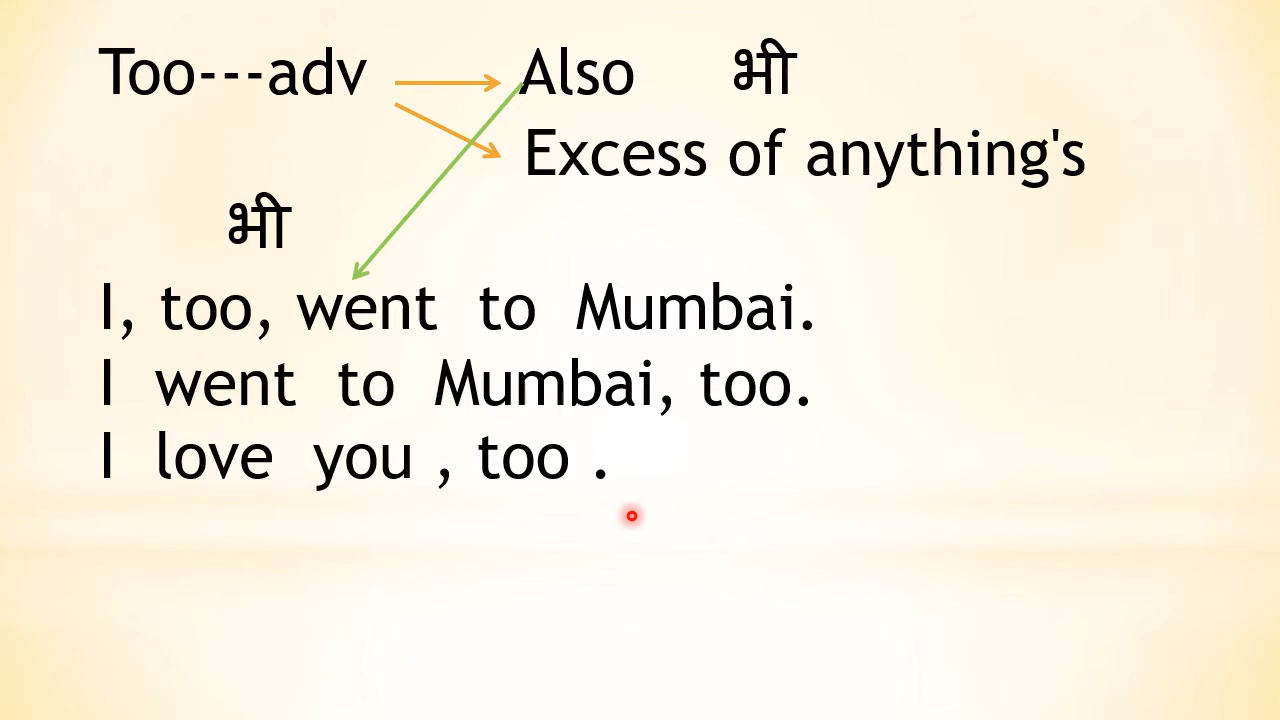 Too---adv Also भी
Excess of anything's
भी
I, too, went to Mumbai.
I went to Mumbai, too.
I love you , too .